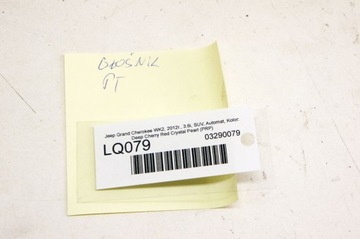 GŁOŚNIK
PT
Jeep Grand Cherokee WK2, 2012r., 3.6i, SUV, Automat, Kolor:
Deep Cherry Red Crystal Pearl (PRP)
LQ079 03290079